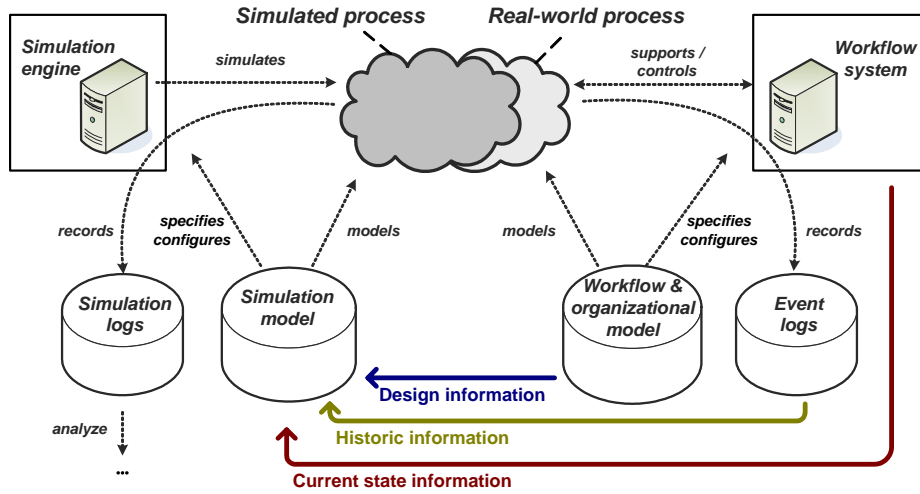 Simulated process
Real-world process
Simulation
engine
simulates
supports /
controls
Workflow
system
records
specifies
configures
models
models
specifies
configures
records
Simulation
logs
Simulation
model
Workflow &
organizational
model
Event
logs
Design information
analyze
Historic information
...
Current state information